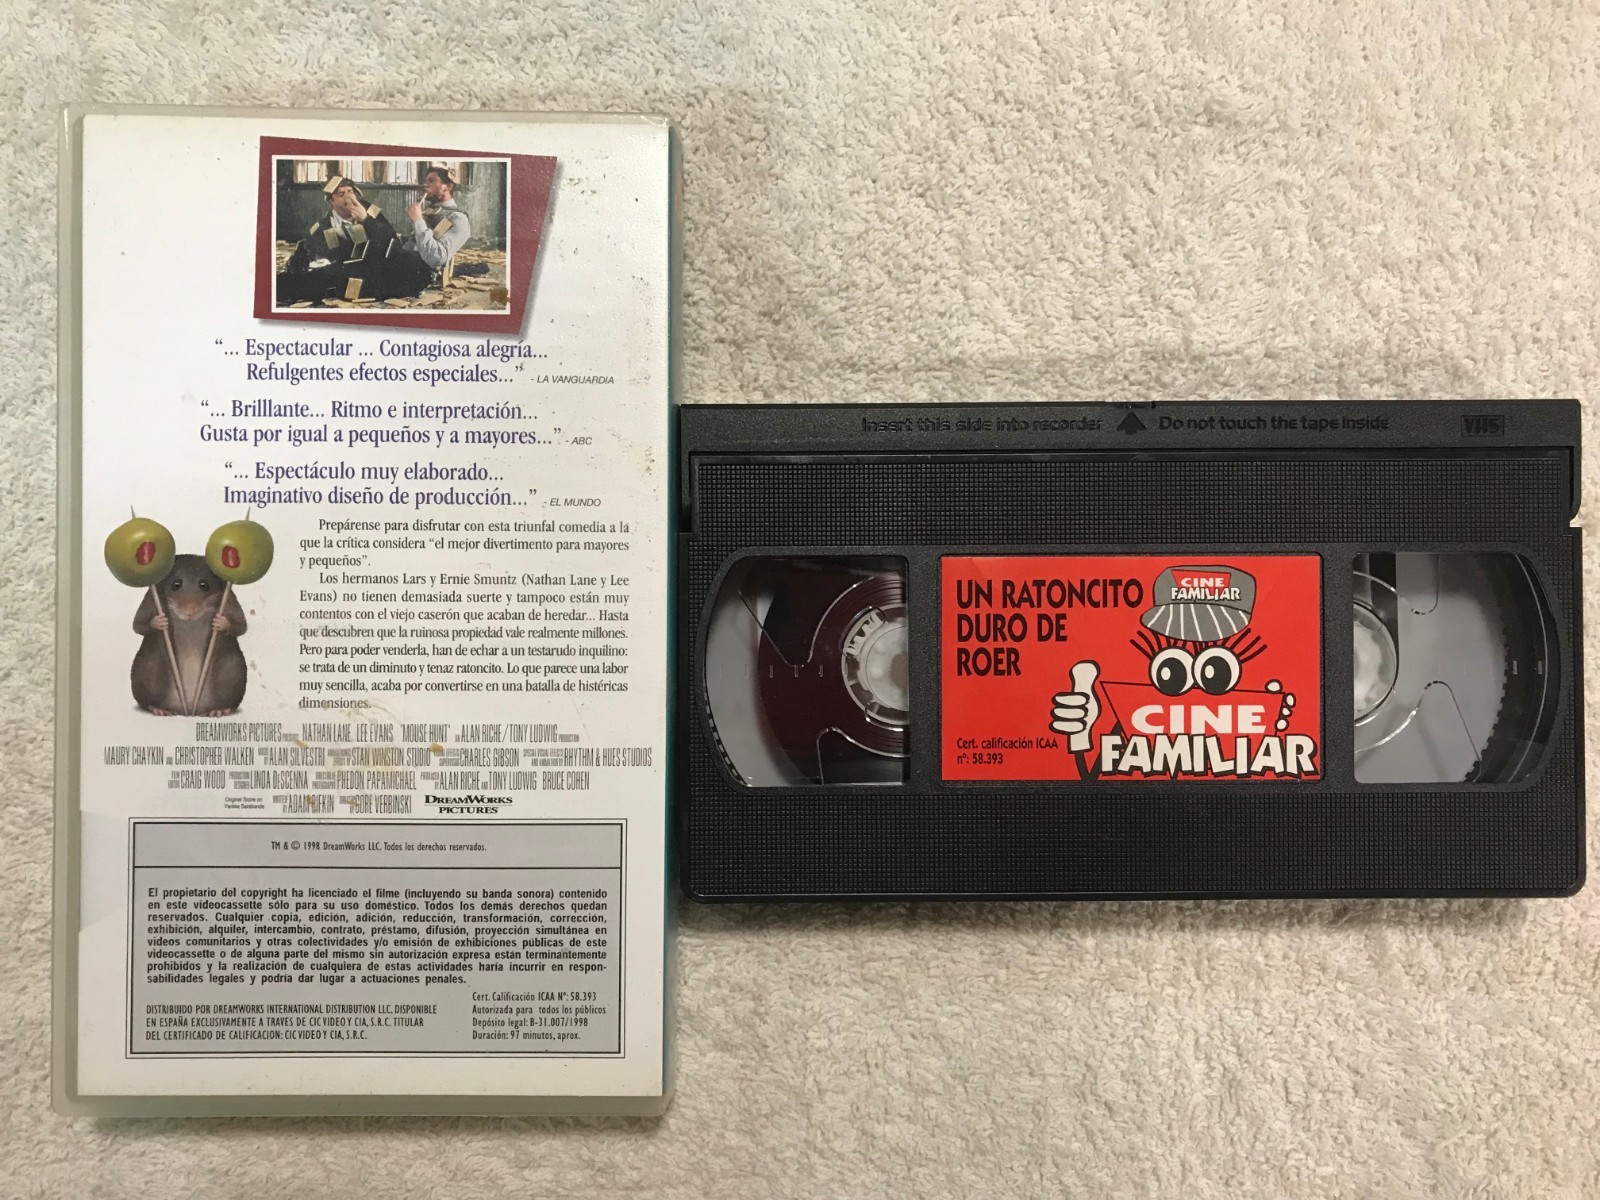 “... Espectacular ... Contagiosa alegría...
Refulgentes efectos especiales...” - LA VANGUARDIA
“... Brilllante... Ritmo e interpretación...
Gusta por igual a pequeños y a mayores...” - ABC
“... Espectáculo muy elaborado...
Imaginativo diseño de producción...” - EL MUNDO
Prepárense para disfrutar con esta triunfal comedia a la
que la crítica considera “el mejor divertimento para mayores
y pequeños”.
Los hermanos Lars y Ernie Smuntz (Nathan Lane y Lee
Evans) no tienen demasiada suerte y tampoco están muy
contentos con el viejo caserón que acaban de heredar... Hasta
que descubren que la ruinosa propiedad vale realmente millones.
Pero para poder venderla, han de echar a un testarudo inquilino:
se trata de un diminuto y tenaz ratoncito. Lo que parece una labor
muy sencilla, acaba por convertirse en una batalla de histéricas
dimensiones.
DREAMWORKS PICTURES NATHAN LANE LEE EVANS "MOUSE HUNT" ALAN RICHE/TONY LUDWIG PRODUCTION
MAURY CHAYKIN AND CHRISTOPHER WALKEN ALAN SILVESTRI STAN WINSTON STUDIO CHARLES GIBSON RHYTHM & HUES STUDIOS
CRAIG WOOD LINDA DeSCENNA PHEDON PAPAMICHAEL ALAN RICHE AND TONY LUDWIG BRUCE COHEN
Original Score on
Varèse Sarabande
ADAM RIFKIN GORE VERBINSKI DREAMWORKS
PICTURES
TM & © 1998 DreamWorks LLC. Todos los derechos reservados.
El propietario del copyright ha licenciado el filme (incluyendo su banda sonora) contenido
en este videocassette sólo para su uso doméstico. Todos los demás derechos quedan
reservados. Cualquier copia, edición, adición, reducción, transformación, corrección,
exhibición, alquiler, intercambio, contrato, préstamo, difusión, proyección simultánea en
videos comunitarios y otras colectividades y/o emisión de exhibiciones públicas de este
videocassette o de alguna parte del mismo sin autorización expresa están terminantemente
prohibidos y la realización de cualquiera de estas actividades haría incurrir en respon-
sabilidades legales y podría dar lugar a actuaciones penales.
DISTRIBUIDO POR DREAMWORKS INTERNATIONAL DISTRIBUTION LLC. DISPONIBLE
EN ESPAÑA EXCLUSIVAMENTE A TRAVES DE CIC VIDEO Y CIA, S.R.C. TITULAR
DEL CERTIFICADO DE CALIFICACION: CIC VIDEO Y CIA, S.R.C.
Cert. Calificación ICAA Nº: 58.393
Autorizada para todos los públicos
Depósito legal: B-31.007/1998
Duración: 97 minutos, aprox.
Insert this side into recorder Do not touch the tape inside VHS
UN RATONCITO
DURO DE
ROER
CINE
FAMILIAR
CINE
FAMILIAR
Cert. calificación ICAA
nº: 58.393